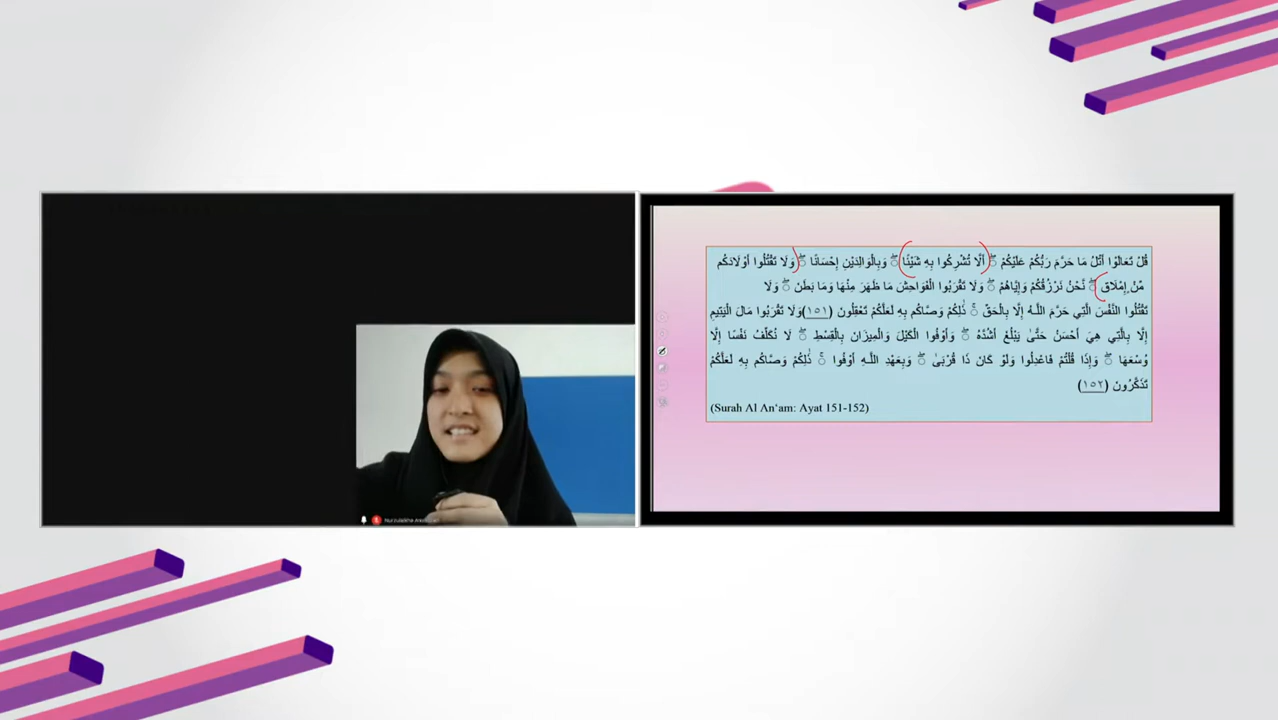 قُلْ تَعَالَوْا أَتْلُ مَا حَرَّمَ رَبُّكُمْ عَلَيْكُمْ ۖ أَلَّا تُشْرِكُوا بِهِ شَيْئًا ۖ وَبِالْوَالِدَيْنِ إِحْسَانًا ۖ وَلَا تَقْتُلُوا أَوْلَادَكُم
مِّنْ إِمْلَاقٍ ۖ نَّحْنُ نَرْزُقُكُمْ وَإِيَّاهُمْ ۖ وَلَا تَقْرَبُوا الْفَوَاحِشَ مَا ظَهَرَ مِنْهَا وَمَا بَطَنَ ۖ وَلَا
تَقْتُلُوا النَّفْسَ الَّتِي حَرَّمَ اللَّـهُ إِلَّا بِالْحَقِّ ۚ ذَٰلِكُمْ وَصَّاكُم بِهِ لَعَلَّكُمْ تَعْقِلُونَ (١٥١) وَلَا تَقْرَبُوا مَالَ الْيَتِيمِ
إِلَّا بِالَّتِي هِيَ أَحْسَنُ حَتَّىٰ يَبْلُغَ أَشُدَّهُ ۖ وَأَوْفُوا الْكَيْلَ وَالْمِيزَانَ بِالْقِسْطِ ۖ لَا نُكَلِّفُ نَفْسًا إِلَّا
وُسْعَهَا ۖ وَإِذَا قُلْتُمْ فَاعْدِلُوا وَلَوْ كَانَ ذَا قُرْبَىٰ ۖ وَبِعَهْدِ اللَّـهِ أَوْفُوا ۚ ذَٰلِكُمْ وَصَّاكُم بِهِ لَعَلَّكُمْ
تَذَكَّرُونَ (١٥٢)
(Surah Al An'am: Ayat 151-152)